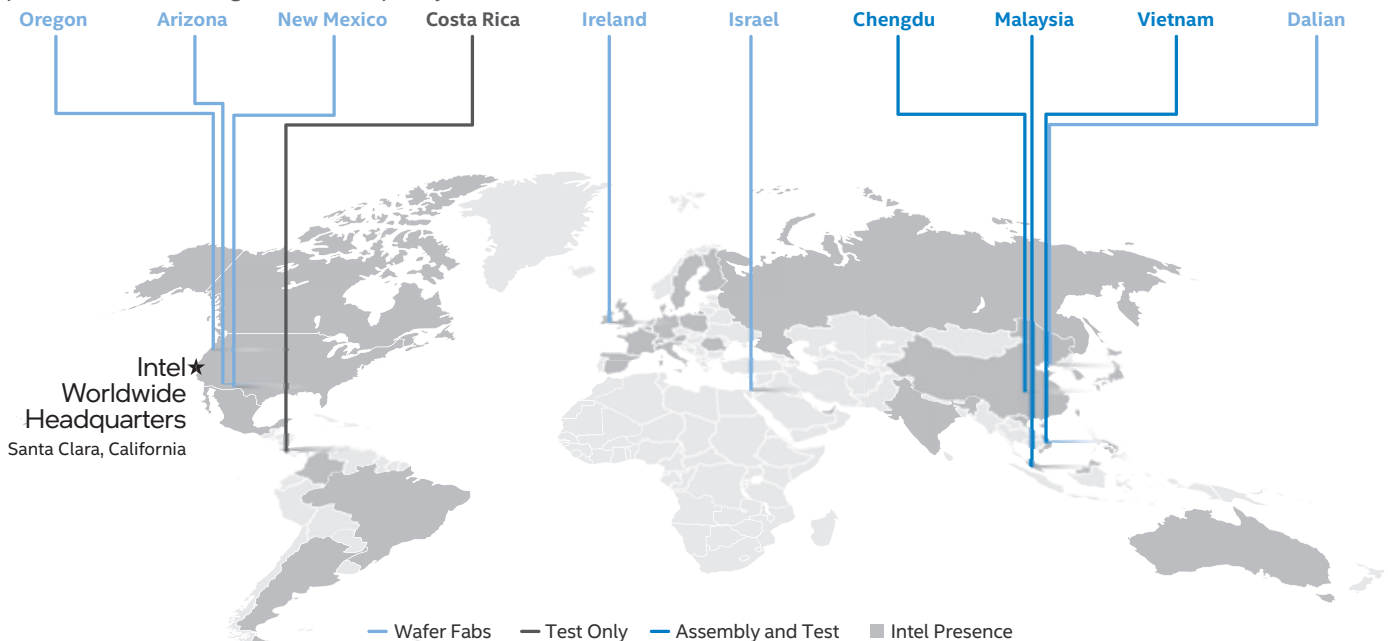 Oregon Arizona New Mexico Costa Rica Ireland Israel Chengdu Malaysia Vietnam Dalian
Intel
Worldwide
Headquarters
Santa Clara, California
Wafer Fabs Test Only Assembly and Test Intel Presence